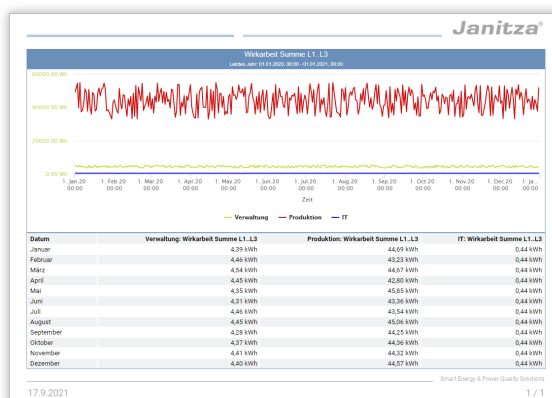 Janitza®
Wirkarbeit Summe L1..L3
Letztes Jahr: 01.01.2020, 00:00 - 01.01.2021, 00:00
60000.00 Wh
40000.00 Wh
20000.00 Wh
0.00 Wh
1. Jan.20 1. Feb.20 1. Mar.20 1. Apr.20 1. May.20 1. Jun.20 1. Jul.20 1. Aug.20 1. Sep.20 1. Oct.20 1. Nov.20 1. Dec.20 1. Ja...
00:00 00:00 00:00 00:00 00:00 00:00 00:00 00:00 00:00 00:00 00:00 00:00 00:00
Zeit
Verwaltung Produktion IT
Datum Verwaltung: Wirkarbeit Summe L1..L3 Produktion: Wirkarbeit Summe L1..L3 IT: Wirkarbeit Summe L1..L3
Januar 4,39 kWh 44,69 kWh 0,44 kWh
Februar 4,46 kWh 43,23 kWh 0,44 kWh
März 4,54 kWh 44,67 kWh 0,44 kWh
April 4,45 kWh 42,80 kWh 0,44 kWh
Mai 4,35 kWh 45,85 kWh 0,44 kWh
Juni 4,31 kWh 43,36 kWh 0,44 kWh
Juli 4,46 kWh 43,54 kWh 0,44 kWh
August 4,45 kWh 45,06 kWh 0,44 kWh
September 4,28 kWh 44,25 kWh 0,44 kWh
Oktober 4,37 kWh 44,36 kWh 0,44 kWh
November 4,41 kWh 44,32 kWh 0,44 kWh
Dezember 4,40 kWh 44,57 kWh 0,44 kWh
Smart Energy & Power Quality Solutions
17.9.2021 1 / 1